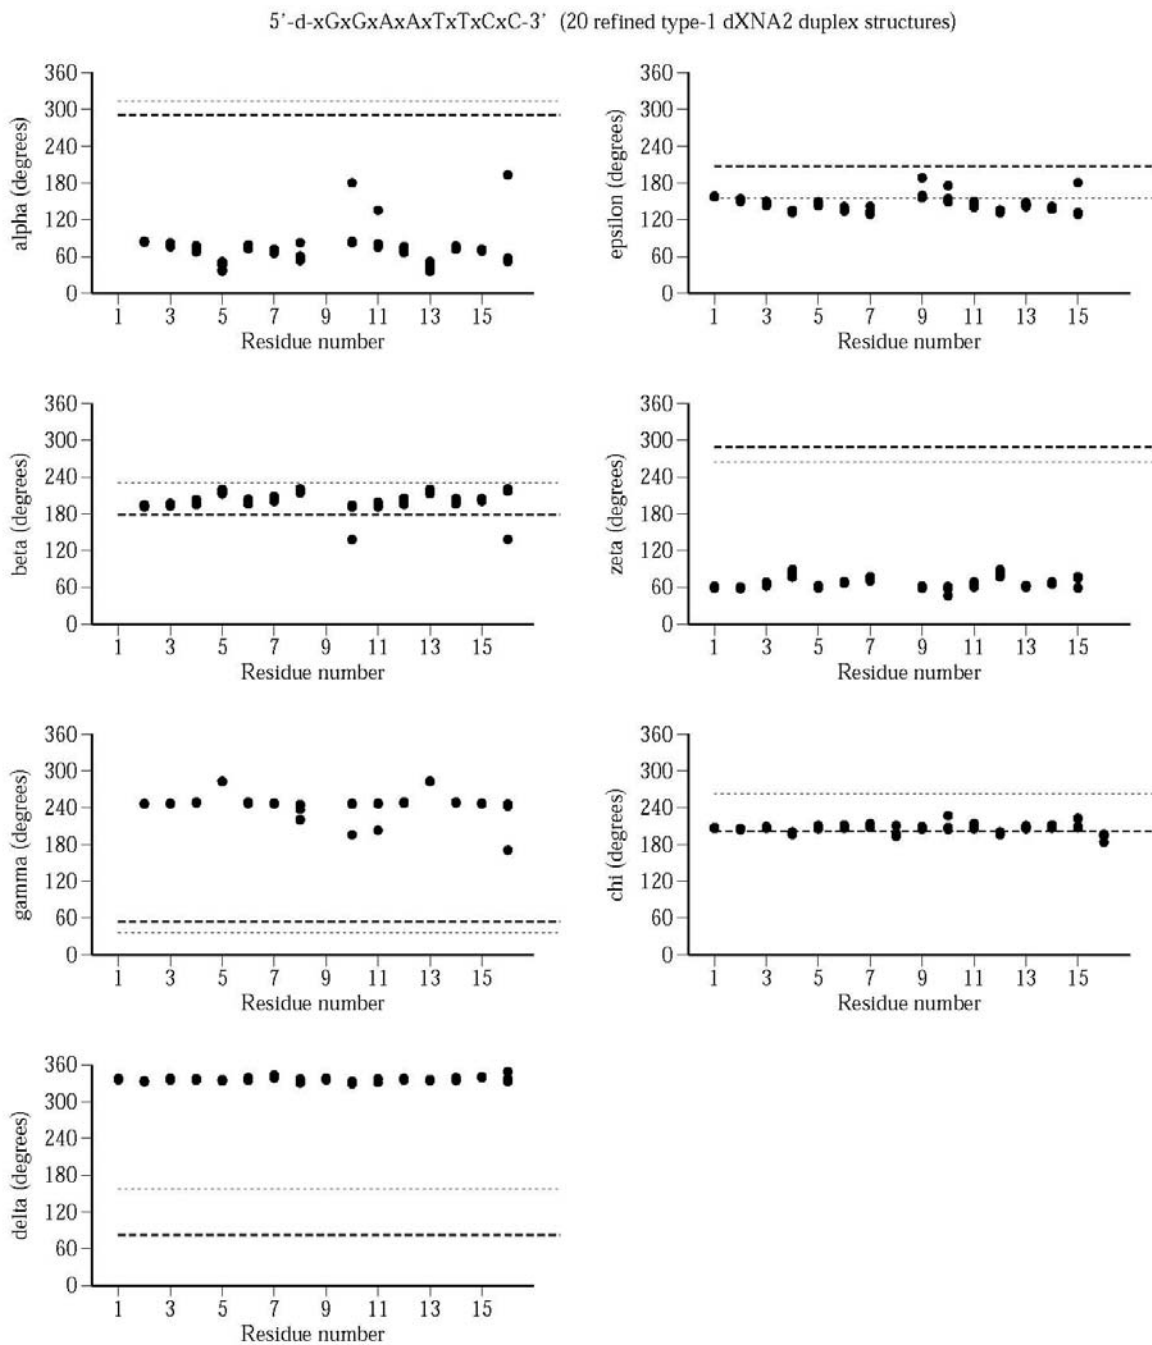 5'-d-xGxGxAxAxTxTxCxC-3' (20 refined type-1 dXNA2 duplex structures)
360
300
240
180
120
60
0
alpha (degrees)
1 3 5 7 9 11 13 15
Residue number
360
300
240
180
120
60
0
epsilon (degrees)
1 3 5 7 9 11 13 15
Residue number
360
300
240
180
120
60
0
beta (degrees)
1 3 5 7 9 11 13 15
Residue number
360
300
240
180
120
60
0
zeta (degrees)
1 3 5 7 9 11 13 15
Residue number
360
300
240
180
120
60
0
gamma (degrees)
1 3 5 7 9 11 13 15
Residue number
360
300
240
180
120
60
0
chi (degrees)
1 3 5 7 9 11 13 15
Residue number
360
300
240
180
120
60
0
delta (degrees)
1 3 5 7 9 11 13 15
Residue number